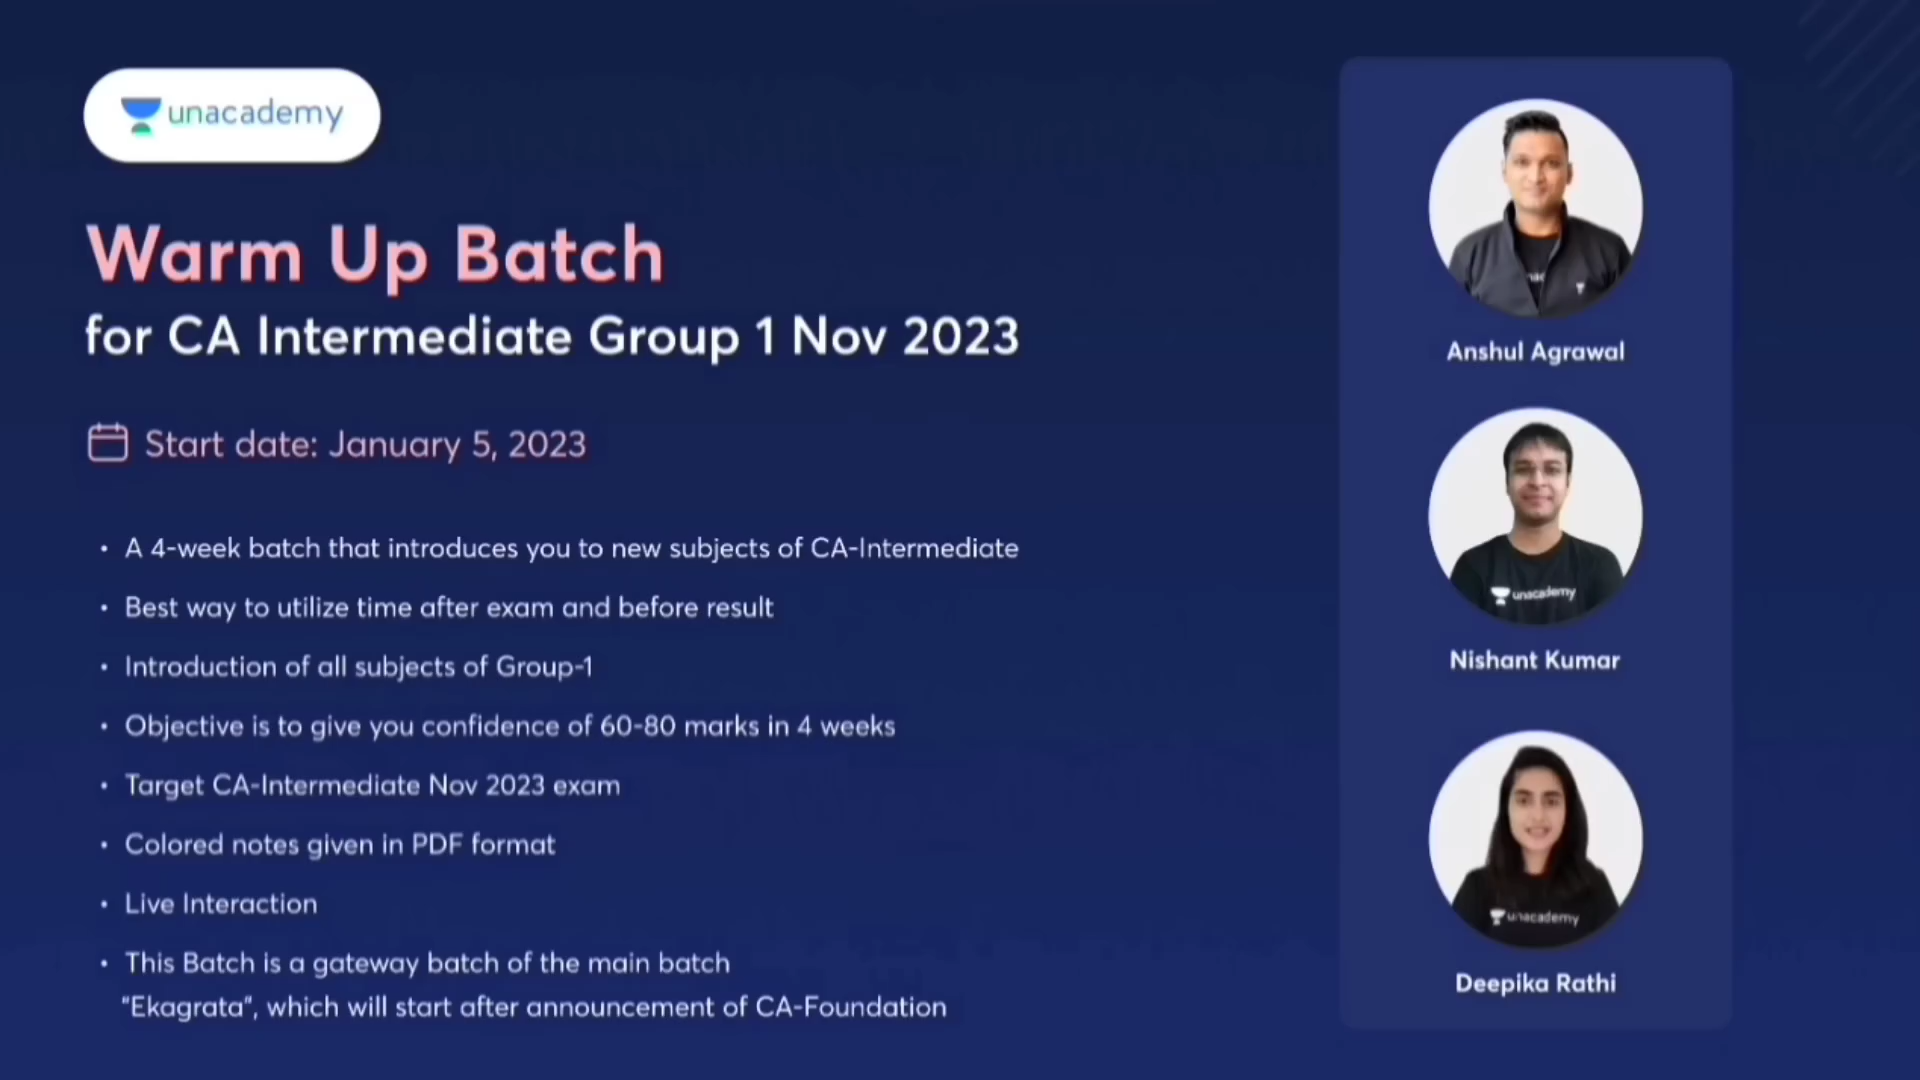 unacademy
Warm Up Batch
for CA Intermediate Group 1 Nov 2023
Start date: January 5, 2023
• A 4-week batch that introduces you to new subjects of CA-Intermediate
• Best way to utilize time after exam and before result
• Introduction of all subjects of Group-1
• Objective is to give you confidence of 60-80 marks in 4 weeks
• Target CA-Intermediate Nov 2023 exam
• Colored notes given in PDF format
• Live Interaction
• This Batch is a gateway batch of the main batch
"Ekagrata", which will start after announcement of CA-Foundation
Anshul Agrawal
unacademy
Nishant Kumar
unacademy
Deepika Rathi